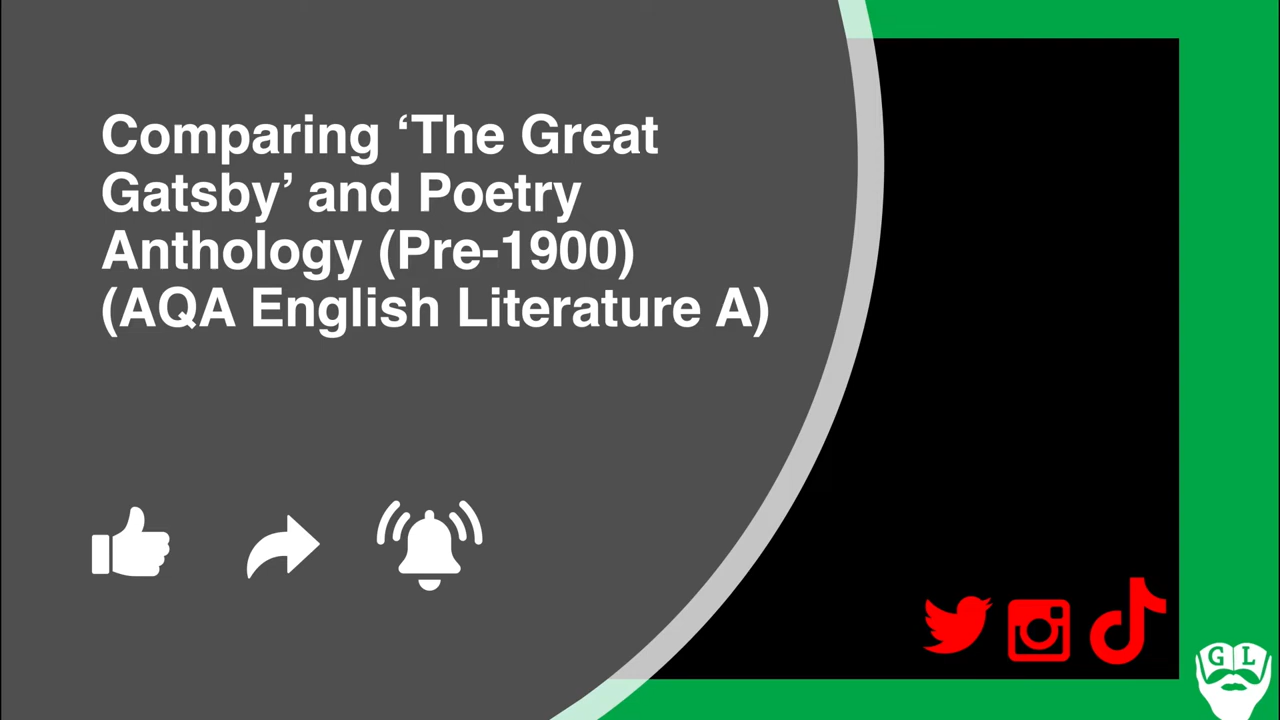 Comparing ‘The Great
Gatsby’ and Poetry
Anthology (Pre-1900)
(AQA English Literature A)
G L